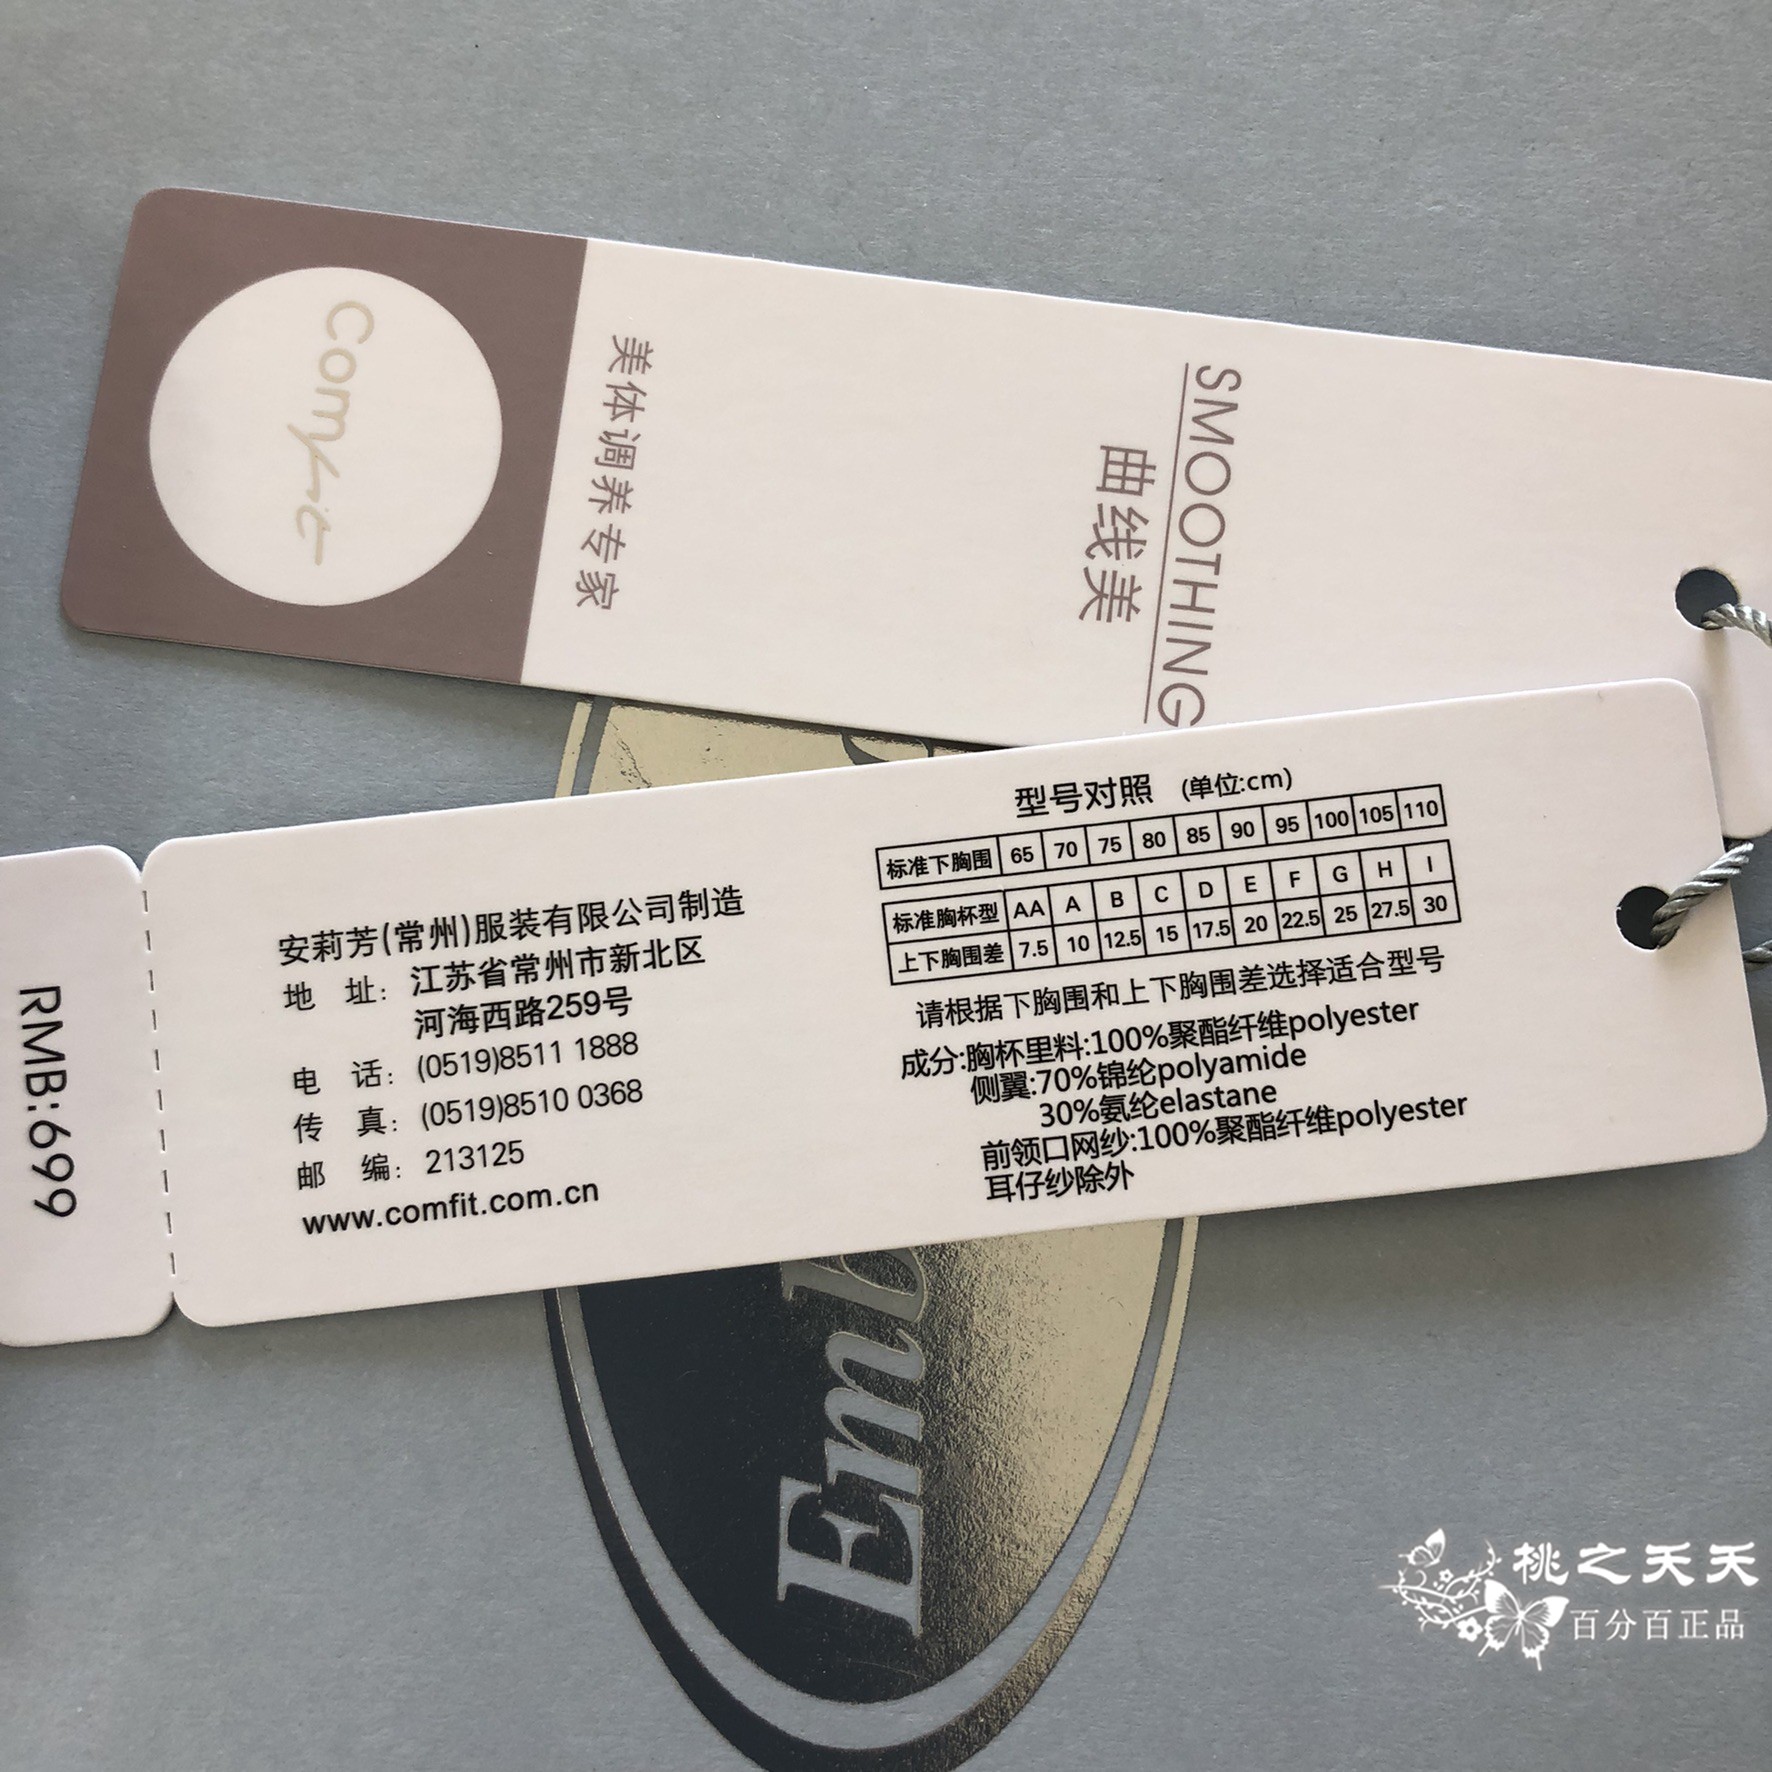 comfit
美体调养专家
SMOOTHING
曲线美
型号对照 (单位:cm)
标准下胸围 65 70 75 80 85 90 95 100 105 110
标准胸杯型 AA A B C D E F G H I
上下胸围差 7.5 10 12.5 15 17.5 20 22.5 25 27.5 30
请根据下胸围和上下胸围差选择适合型号
成分:胸杯里料:100%聚酯纤维polyester
侧翼:70%锦纶polyamide
30%氨纶elastane
前领口网纱:100%聚酯纤维polyester
耳仔纱除外
安莉芳(常州)服装有限公司制造
地 址: 江苏省常州市新北区
河海西路259号
电 话: (0519)8511 1888
传 真: (0519)8510 0368
邮 编: 213125
www.comfit.com.cn
RMB:699
桃之夭夭
百分百正品